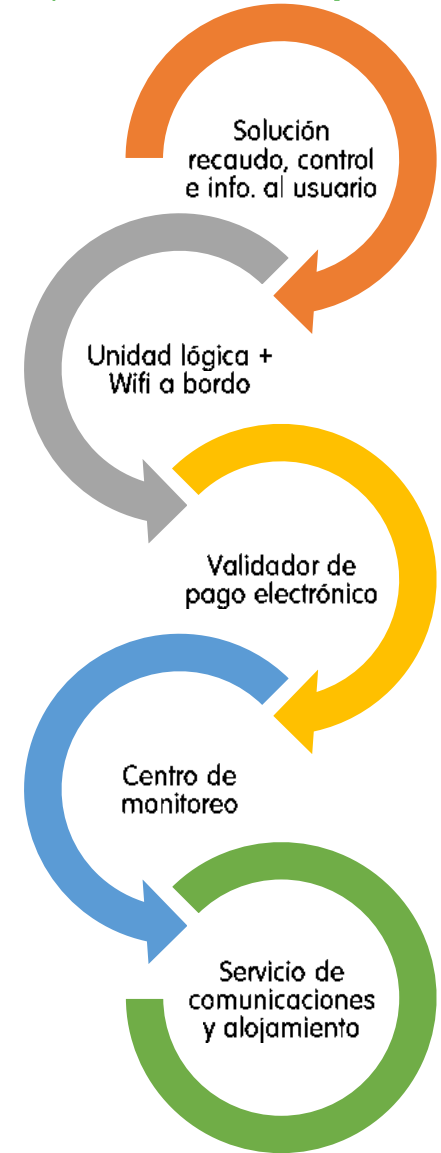 Solución
recaudo, control
e info. al usuario
Unidad lógica +
Wifi a bordo
Validador de
pago electrónico
Centro de
monitoreo
Servicio de
comunicaciones
y alojamiento